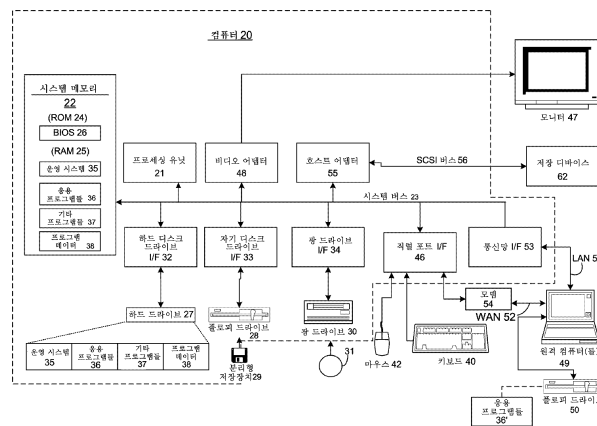 컴퓨터 20
시스템 메모리
22
(ROM 24)
BIOS 26
(RAM 25)
운영 시스템 35
응용
프로그램들 36
기타
프로그램들 37
프로그램
데이터 38
프로세싱 유닛
21
비디오 어댑터
48
호스트 어댑터
55
SCSI 버스 56
모니터 47
저장 디바이스
62
시스템 버스 23
하드 디스크
드라이브
I/F 32
자기 디스크
드라이브
I/F 33
광 드라이브
I/F 34
직렬 포트 I/F
46
통신망 I/F 53
LAN 5
하드 드라이브 27
플로피 드라이브
28
광 드라이브 30
모뎀
54
WAN 52
운영 시스템
35
응용
프로그램들
36
기타
프로그램들
37
프로그램
데이터
38
분리형
저장장치29
31
마우스 42
키보드 40
원격 컴퓨터(들)
49
플로피 드라이브
50
응용
프로그램들
36'